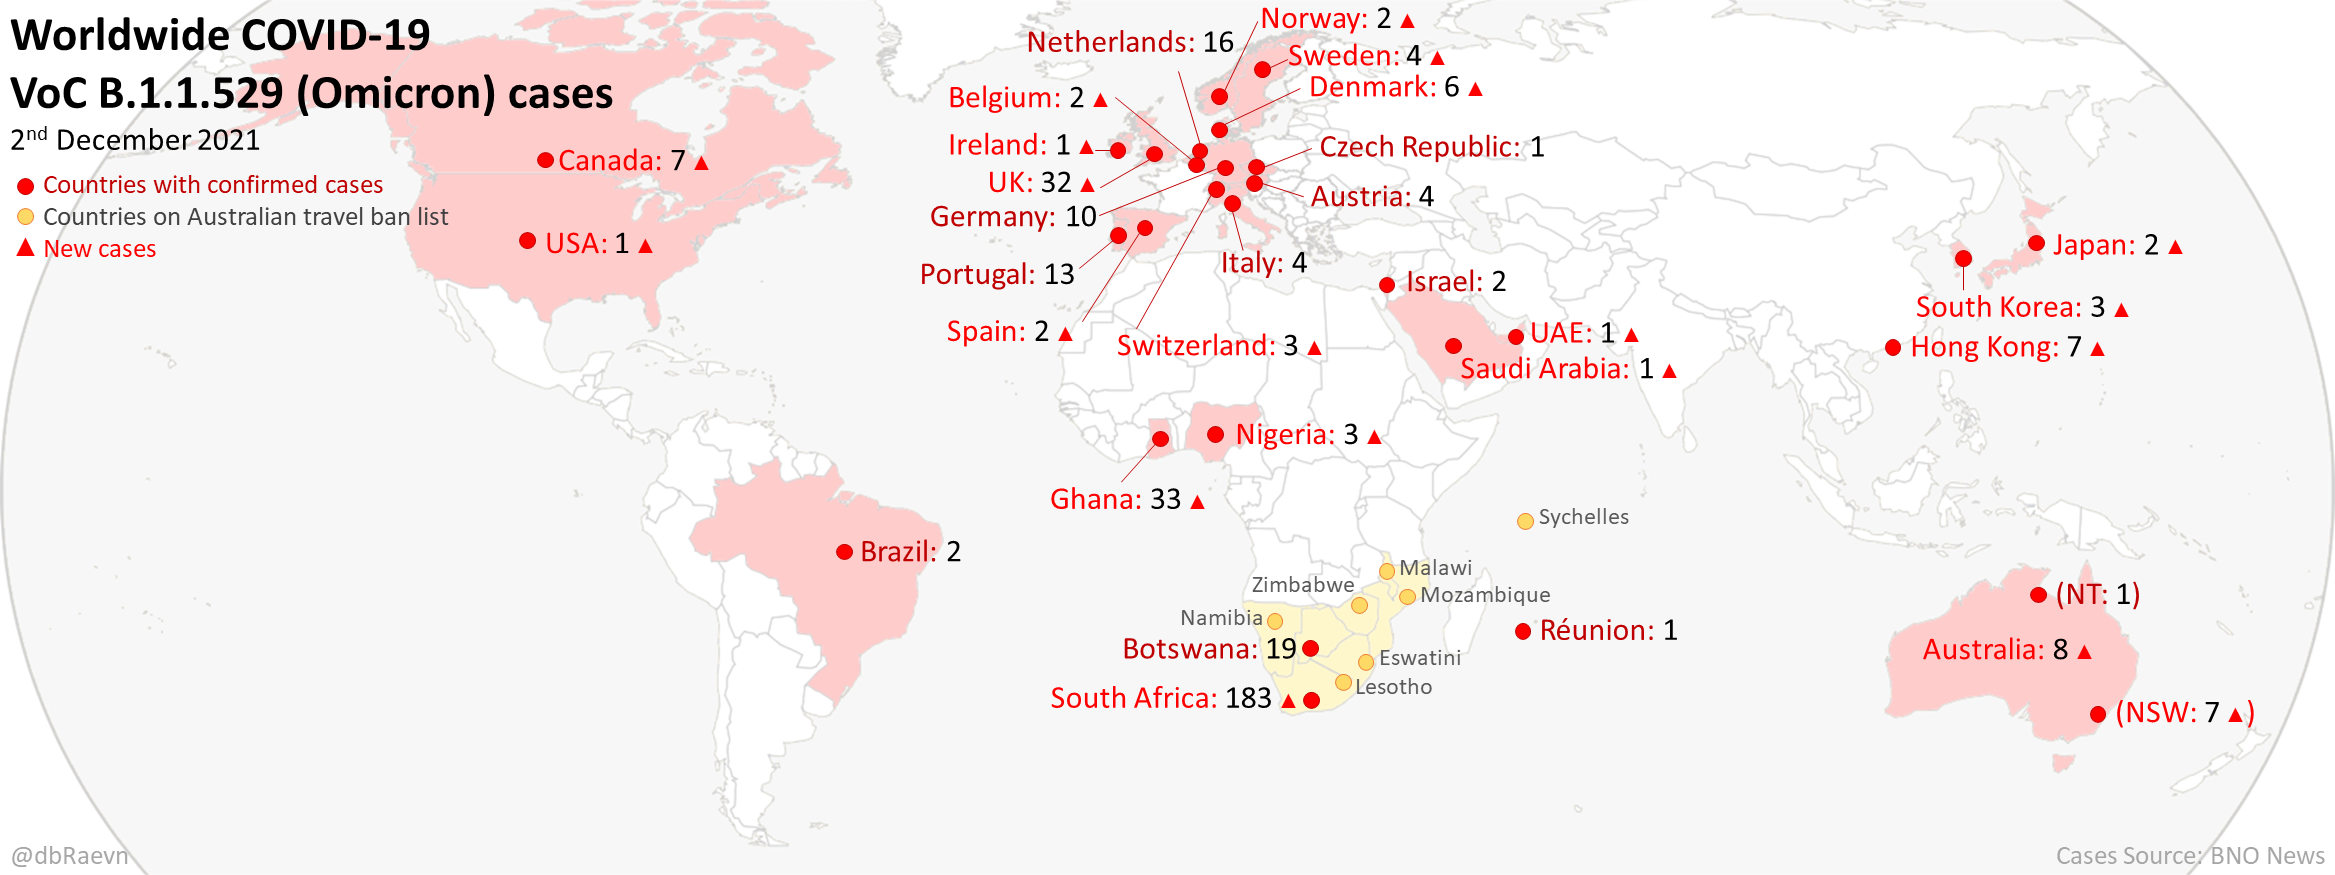 Worldwide COVID-19
VoC B.1.1.529 (Omicron) cases
2nd December 2021
Countries with confirmed cases
Countries on Australian travel ban list
▲ New cases
Canada: 7 ▲
USA: 1 ▲
Brazil: 2
Norway: 2 ▲
Netherlands: 16
Sweden: 4 ▲
Denmark: 6 ▲
Belgium: 2 ▲
Ireland: 1 ▲
Czech Republic: 1
UK: 32 ▲
Austria: 4
Germany: 10
Italy: 4
Portugal: 13
Spain: 2 ▲
Switzerland: 3 ▲
Israel: 2
UAE: 1 ▲
Saudi Arabia: 1 ▲
Japan: 2 ▲
South Korea: 3 ▲
Hong Kong: 7 ▲
Nigeria: 3 ▲
Ghana: 33 ▲
Sychelles
Malawi
Zimbabwe
Mozambique
Namibia
Réunion: 1
Botswana: 19
Eswatini
Lesotho
South Africa: 183 ▲
(NT: 1)
Australia: 8 ▲
(NSW: 7 ▲)
@dbRaevn
Cases Source: BNO News